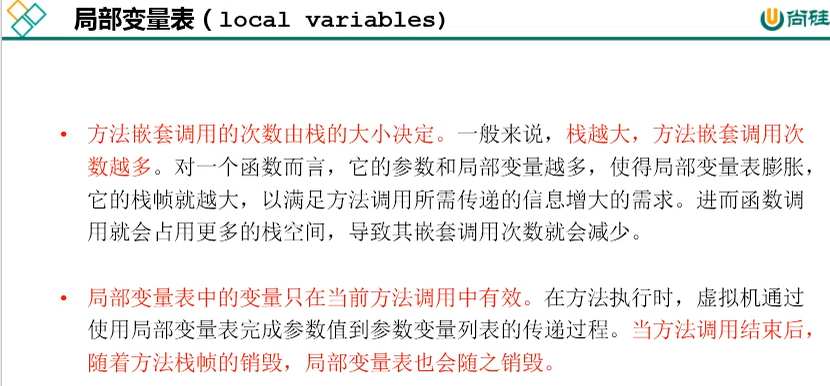 局部变量表（local variables）
尚硅
• 方法嵌套调用的次数由栈的大小决定。一般来说，栈越大，方法嵌套调用次
数越多。对一个函数而言，它的参数和局部变量越多，使得局部变量表膨胀，
它的栈帧就越大，以满足方法调用所需传递的信息增大的需求。进而函数调
用就会占用更多的栈空间，导致其嵌套调用次数就会减少。
• 局部变量表中的变量只在当前方法调用中有效。在方法执行时，虚拟机通过
使用局部变量表完成参数值到参数变量列表的传递过程。当方法调用结束后，
随着方法栈帧的销毁，局部变量表也会随之销毁。